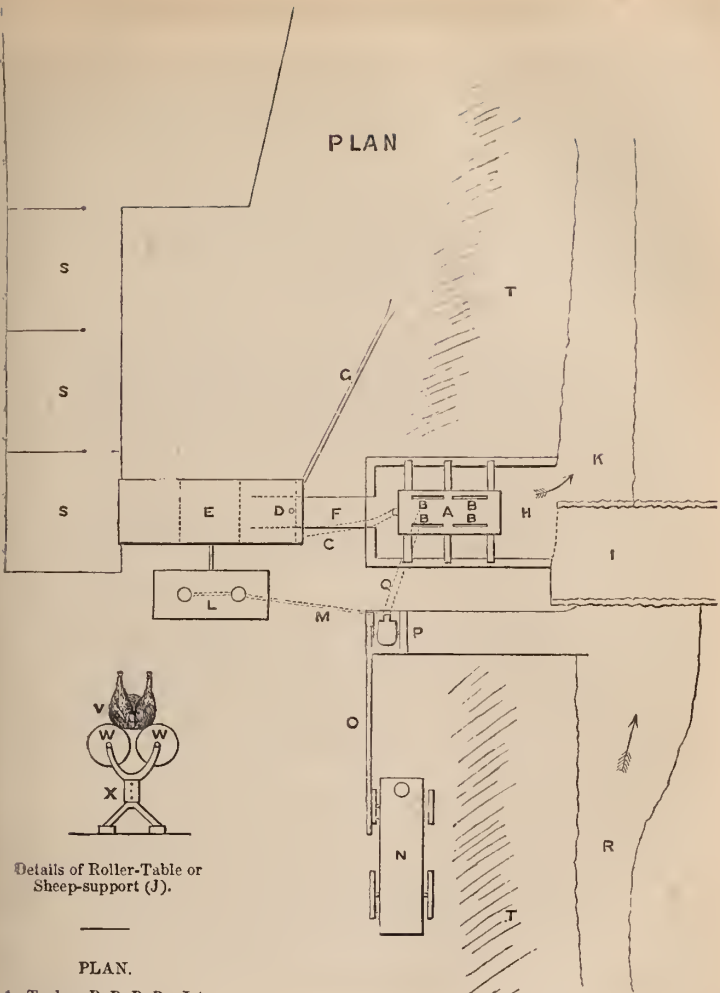 PLAN
S
T
S
G
K
S
E
D
F
C
B
B
A
B
B
H
I
Q
L
M
P
V
W
W
X
O
N
R
T
Details of Roller-Table or
Sheep-support (J).
PLAN.